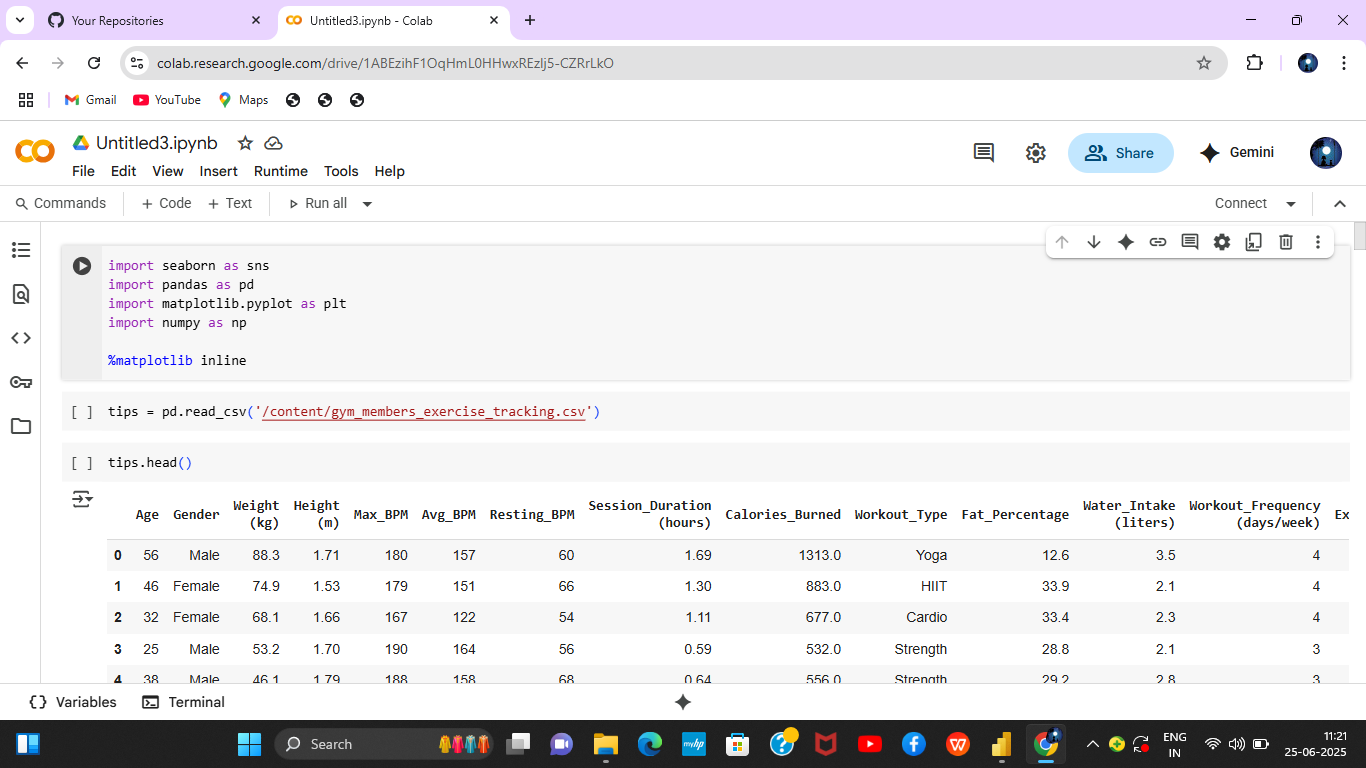 Your Repositories
Untitled3.ipynb - Colab
colab.research.google.com/drive/1ABEzihF1OqHmL0HHwxREzlj5-CZRrLkO
Gmail YouTube Maps
Untitled3.ipynb
File Edit View Insert Runtime Tools Help
Share
Gemini
Commands + Code + Text Run all
Connect
import seaborn as sns
import pandas as pd
import matplotlib.pyplot as plt
import numpy as np
%matplotlib inline
[ ] tips = pd.read_csv('/content/gym_members_exercise_tracking.csv')
[ ] tips.head()
Age Gender Weight (kg) Height (m) Max_BPM Avg_BPM Resting_BPM Session_Duration (hours) Calories_Burned Workout_Type Fat_Percentage Water_Intake (liters) Workout_Frequency (days/week) Ex
0 56 Male 88.3 1.71 180 157 60 1.69 1313.0 Yoga 12.6 3.5 4
1 46 Female 74.9 1.53 179 151 66 1.30 883.0 HIIT 33.9 2.1 4
2 32 Female 68.1 1.66 167 122 54 1.11 677.0 Cardio 33.4 2.3 4
3 25 Male 53.2 1.70 190 164 56 0.59 532.0 Strength 28.8 2.1 3
4 38 Male 46.1 1.79 188 158 68 0.64 556.0 Strength 29.2 2.8 3
{} Variables Terminal
Search
myhp
ENG
IN
11:21
25-06-2025